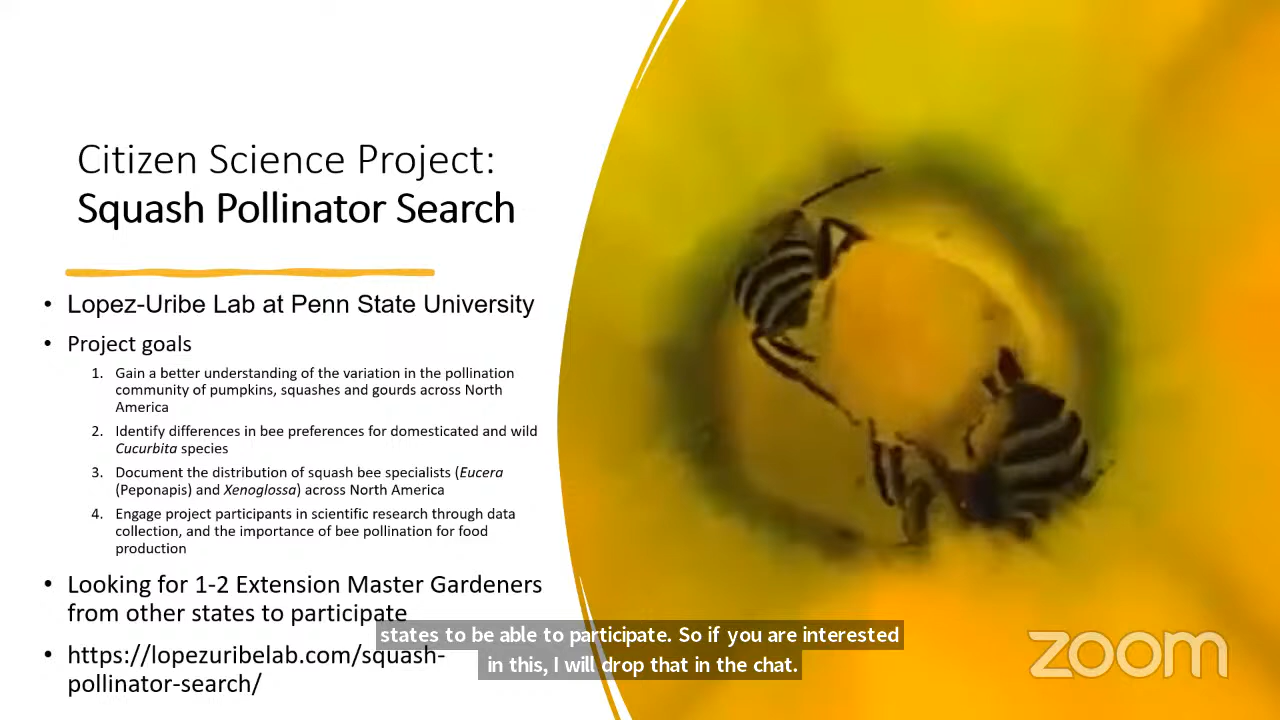 Citizen Science Project:
Squash Pollinator Search
• Lopez-Uribe Lab at Penn State University
• Project goals
1. Gain a better understanding of the variation in the pollination
community of pumpkins, squashes and gourds across North
America
2. Identify differences in bee preferences for domesticated and wild
Cucurbita species
3. Document the distribution of squash bee specialists (Eucera
(Peponapis) and Xenoglossa) across North America
4. Engage project participants in scientific research through data
collection, and the importance of bee pollination for food
production
• Looking for 1-2 Extension Master Gardeners
from other states to participate
• https://lopezuribelab.com/squash-
pollinator-search/
states to be able to participate. So if you are interested
in this, I will drop that in the chat.
zoom